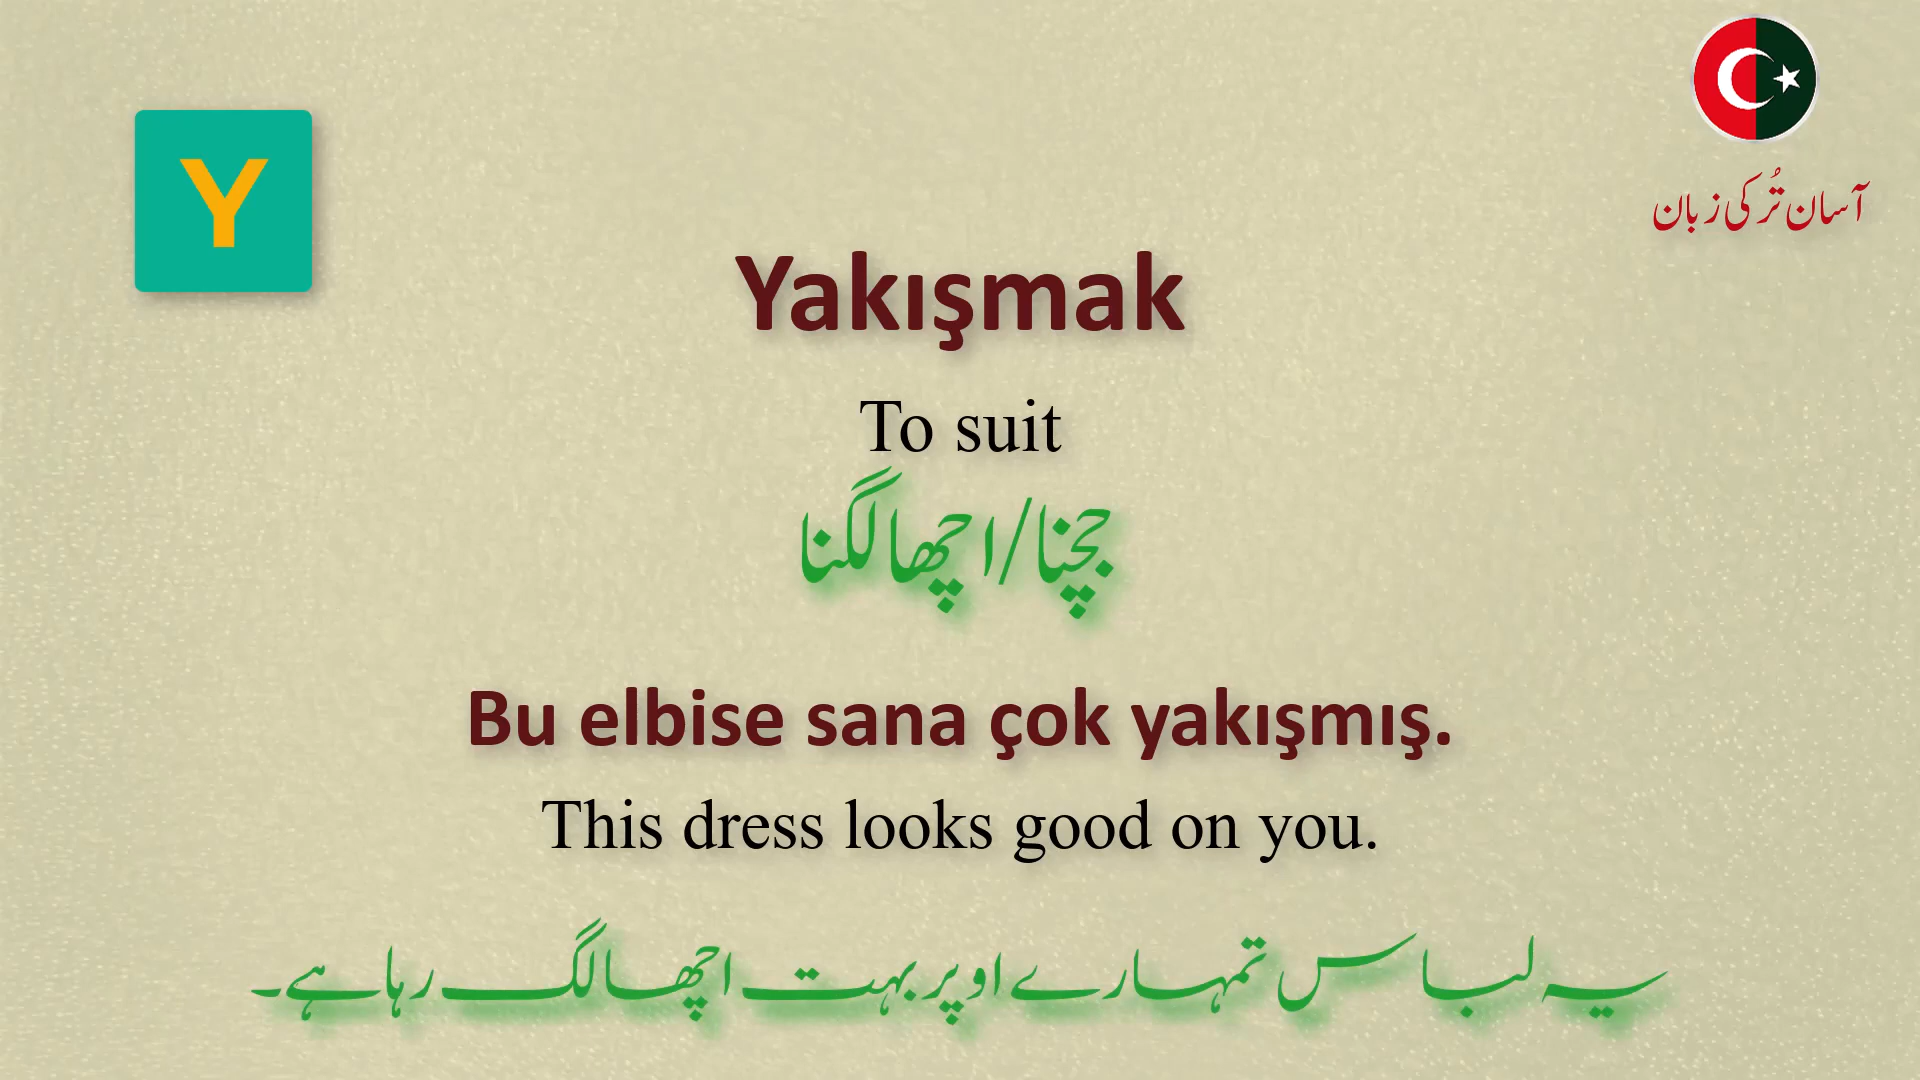 Y
آسان تُرکی زبان
Yakışmak
To suit
جچنا/اچھا لگنا
Bu elbise sana çok yakışmış.
This dress looks good on you.
یہ لباس تمہارے اوپر بہت اچھا لگ رہا ہے۔